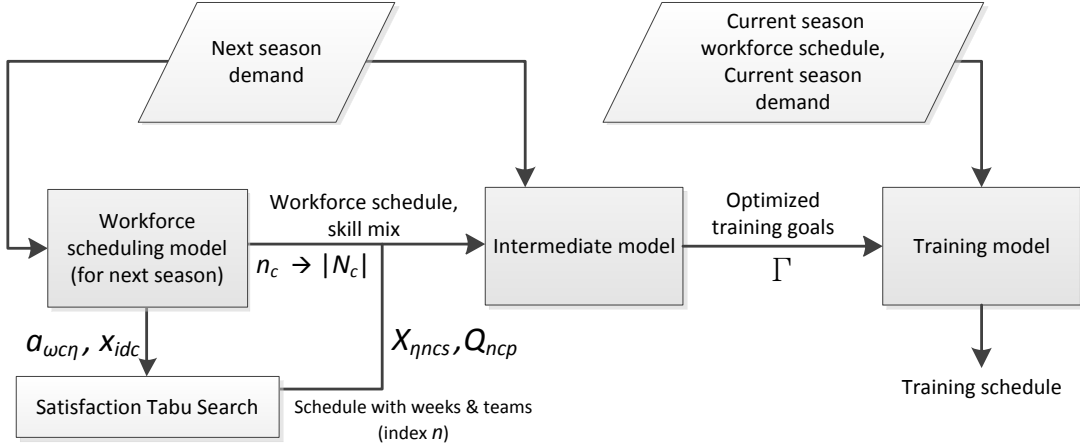 Next season
demand
Current season
workforce schedule,
Current season
demand
Workforce
scheduling model
(for next season)
Workforce schedule,
skill mix
n_c → |N_c|
Intermediate model
Optimized
training goals
Γ
Training model
a_ωcη, x_idc
X_ηncs, Q_ncp
Satisfaction Tabu Search
Schedule with weeks & teams
(index n)
Training schedule